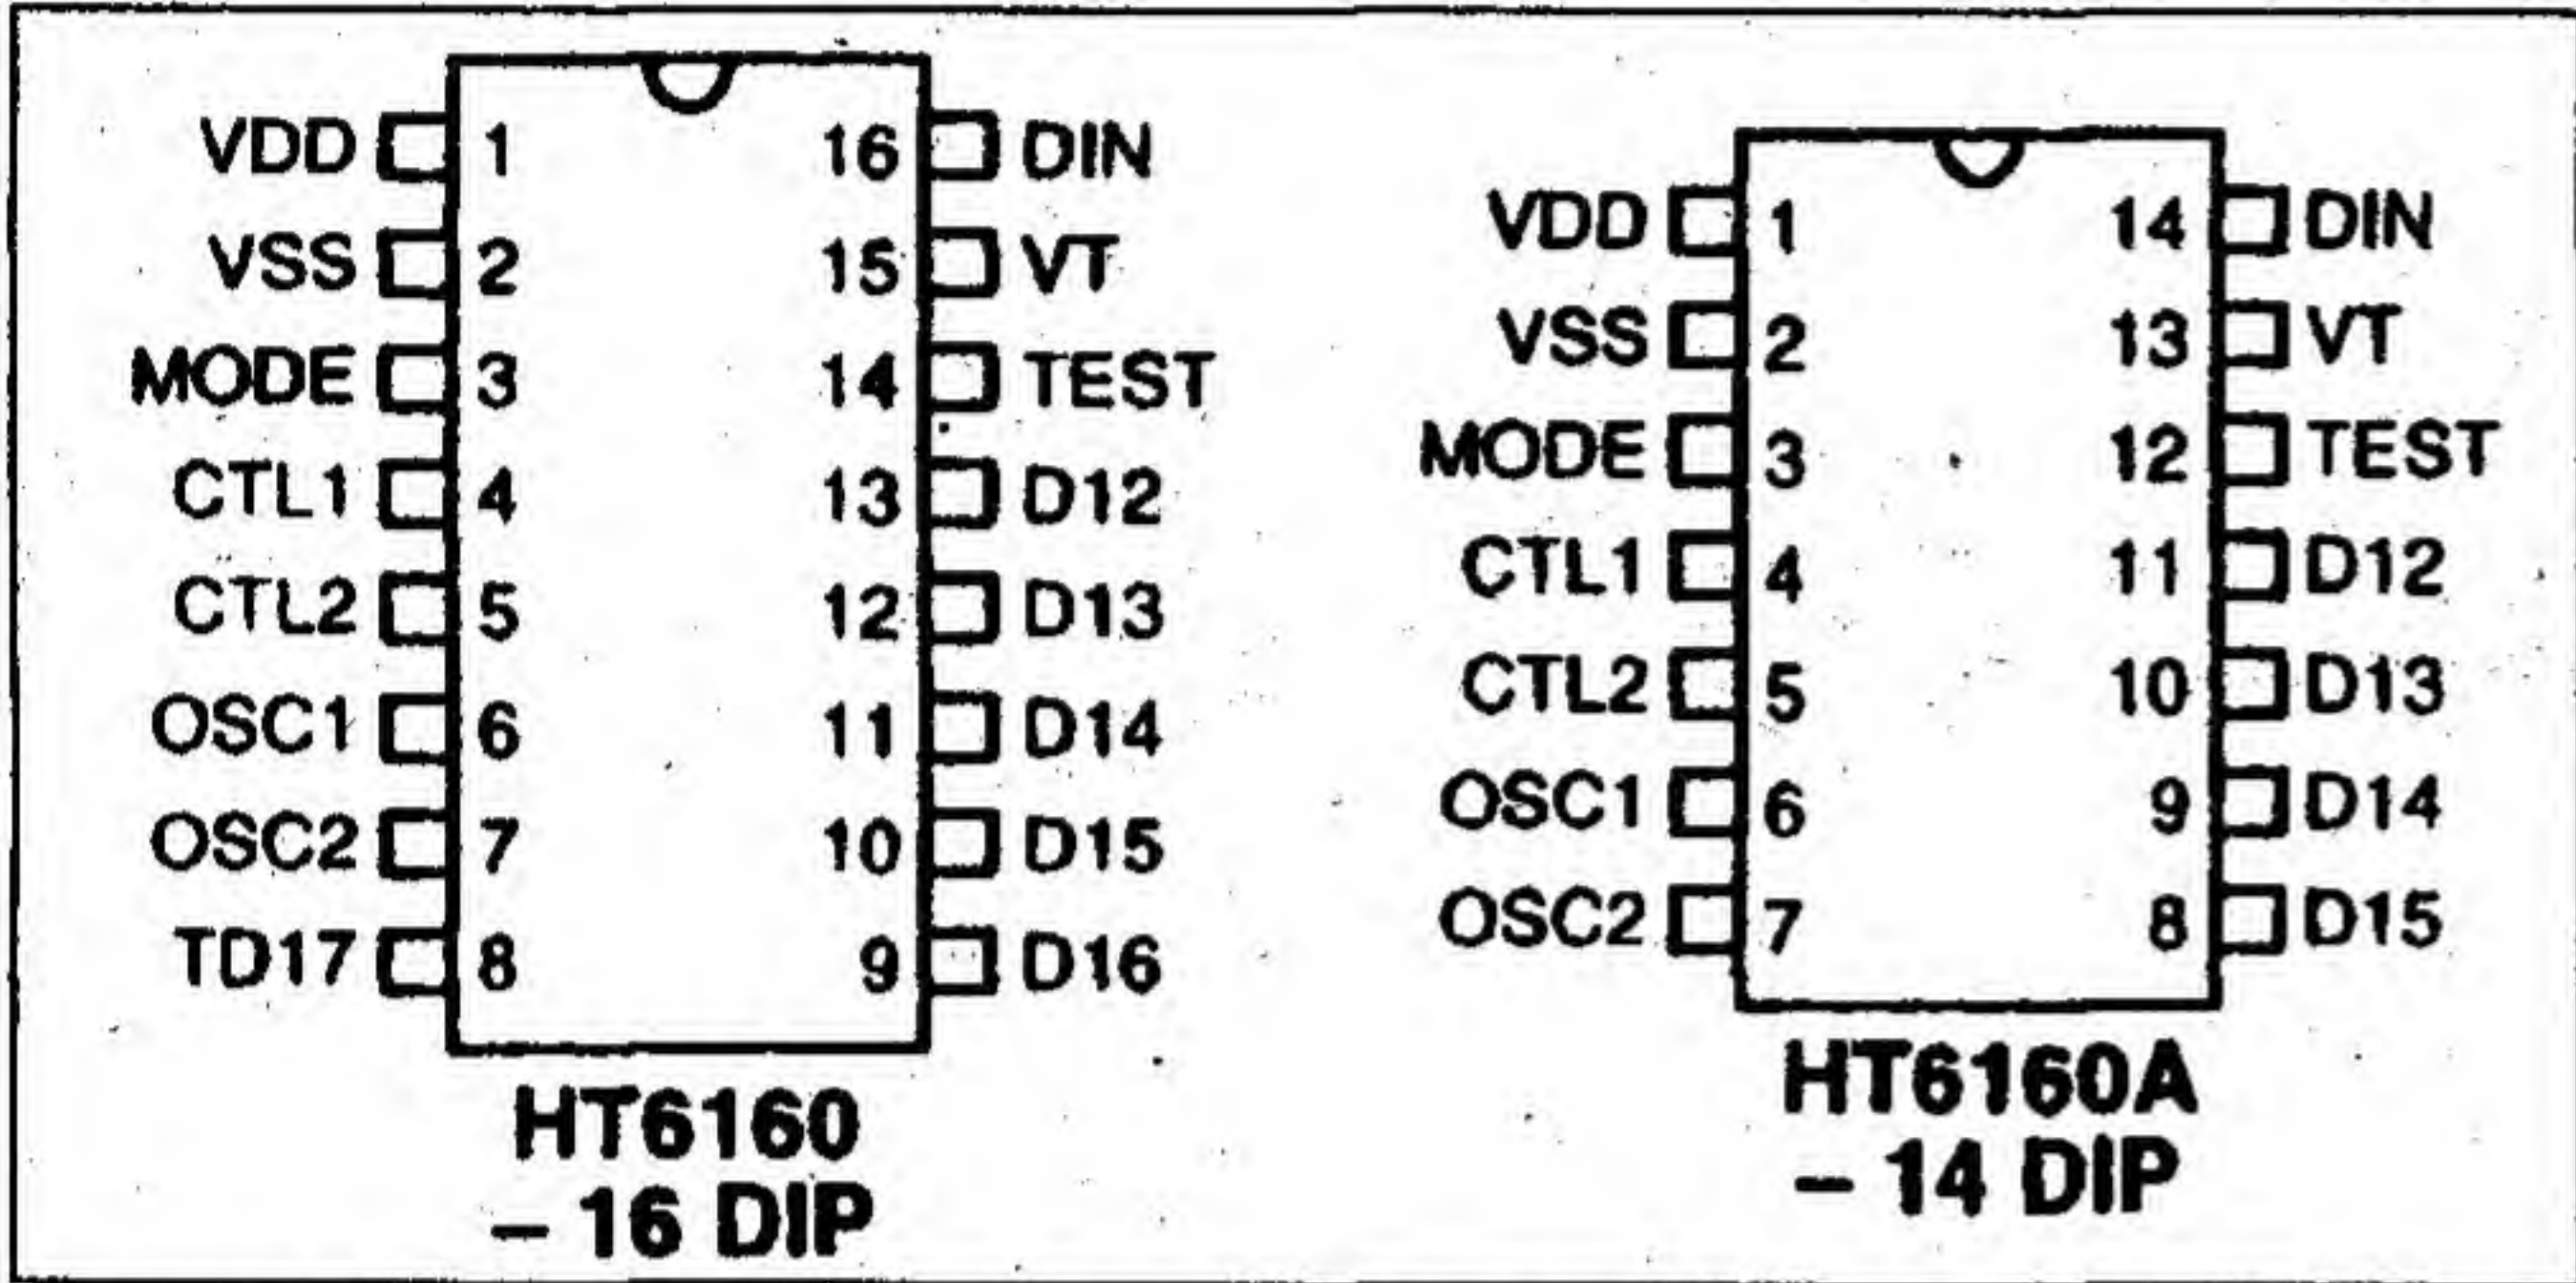 VDD 1 16 DIN
VSS 2 15 VT
MODE 3 14 TEST
CTL1 4 13 D12
CTL2 5 12 D13
OSC1 6 11 D14
OSC2 7 10 D15
TD17 8 9 D16
HT6160
– 16 DIP
VDD 1 14 DIN
VSS 2 13 VT
MODE 3 12 TEST
CTL1 4 11 D12
CTL2 5 10 D13
OSC1 6 9 D14
OSC2 7 8 D15
HT6160A
– 14 DIP